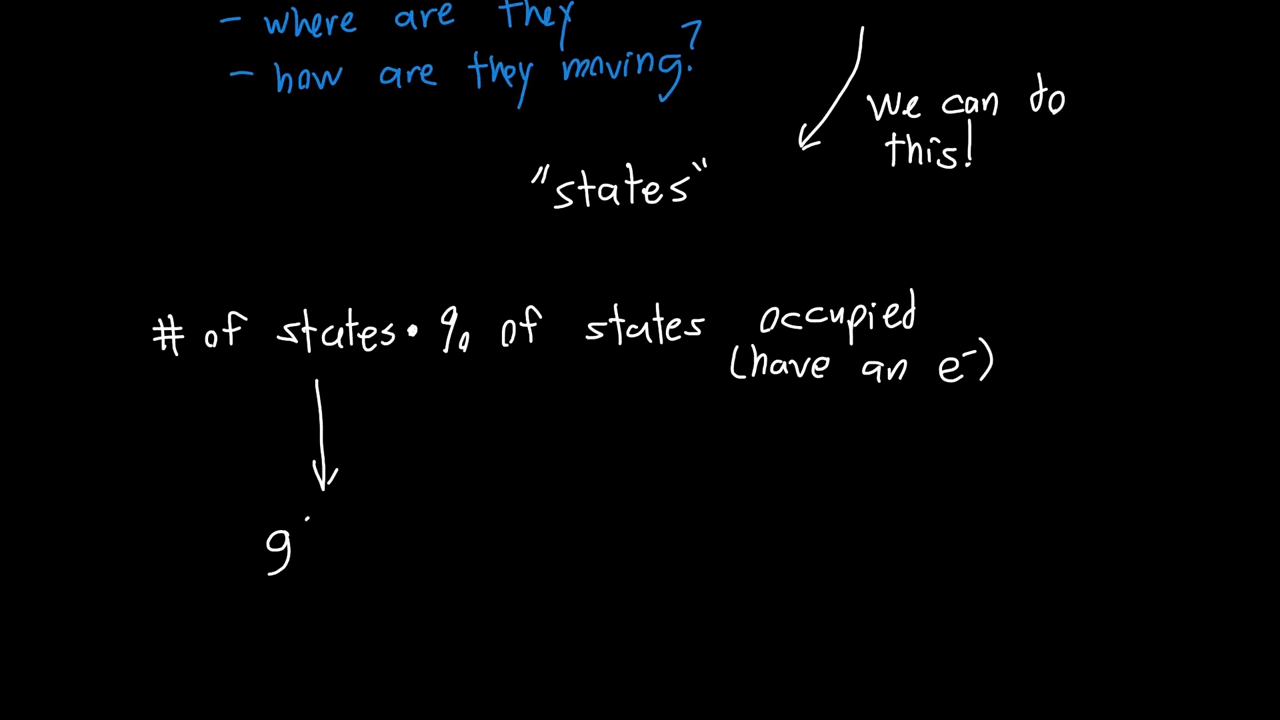 - where are they
- how are they moving?
we can do
this!
"states"
# of states • % of states occupied
(have an e⁻)
g